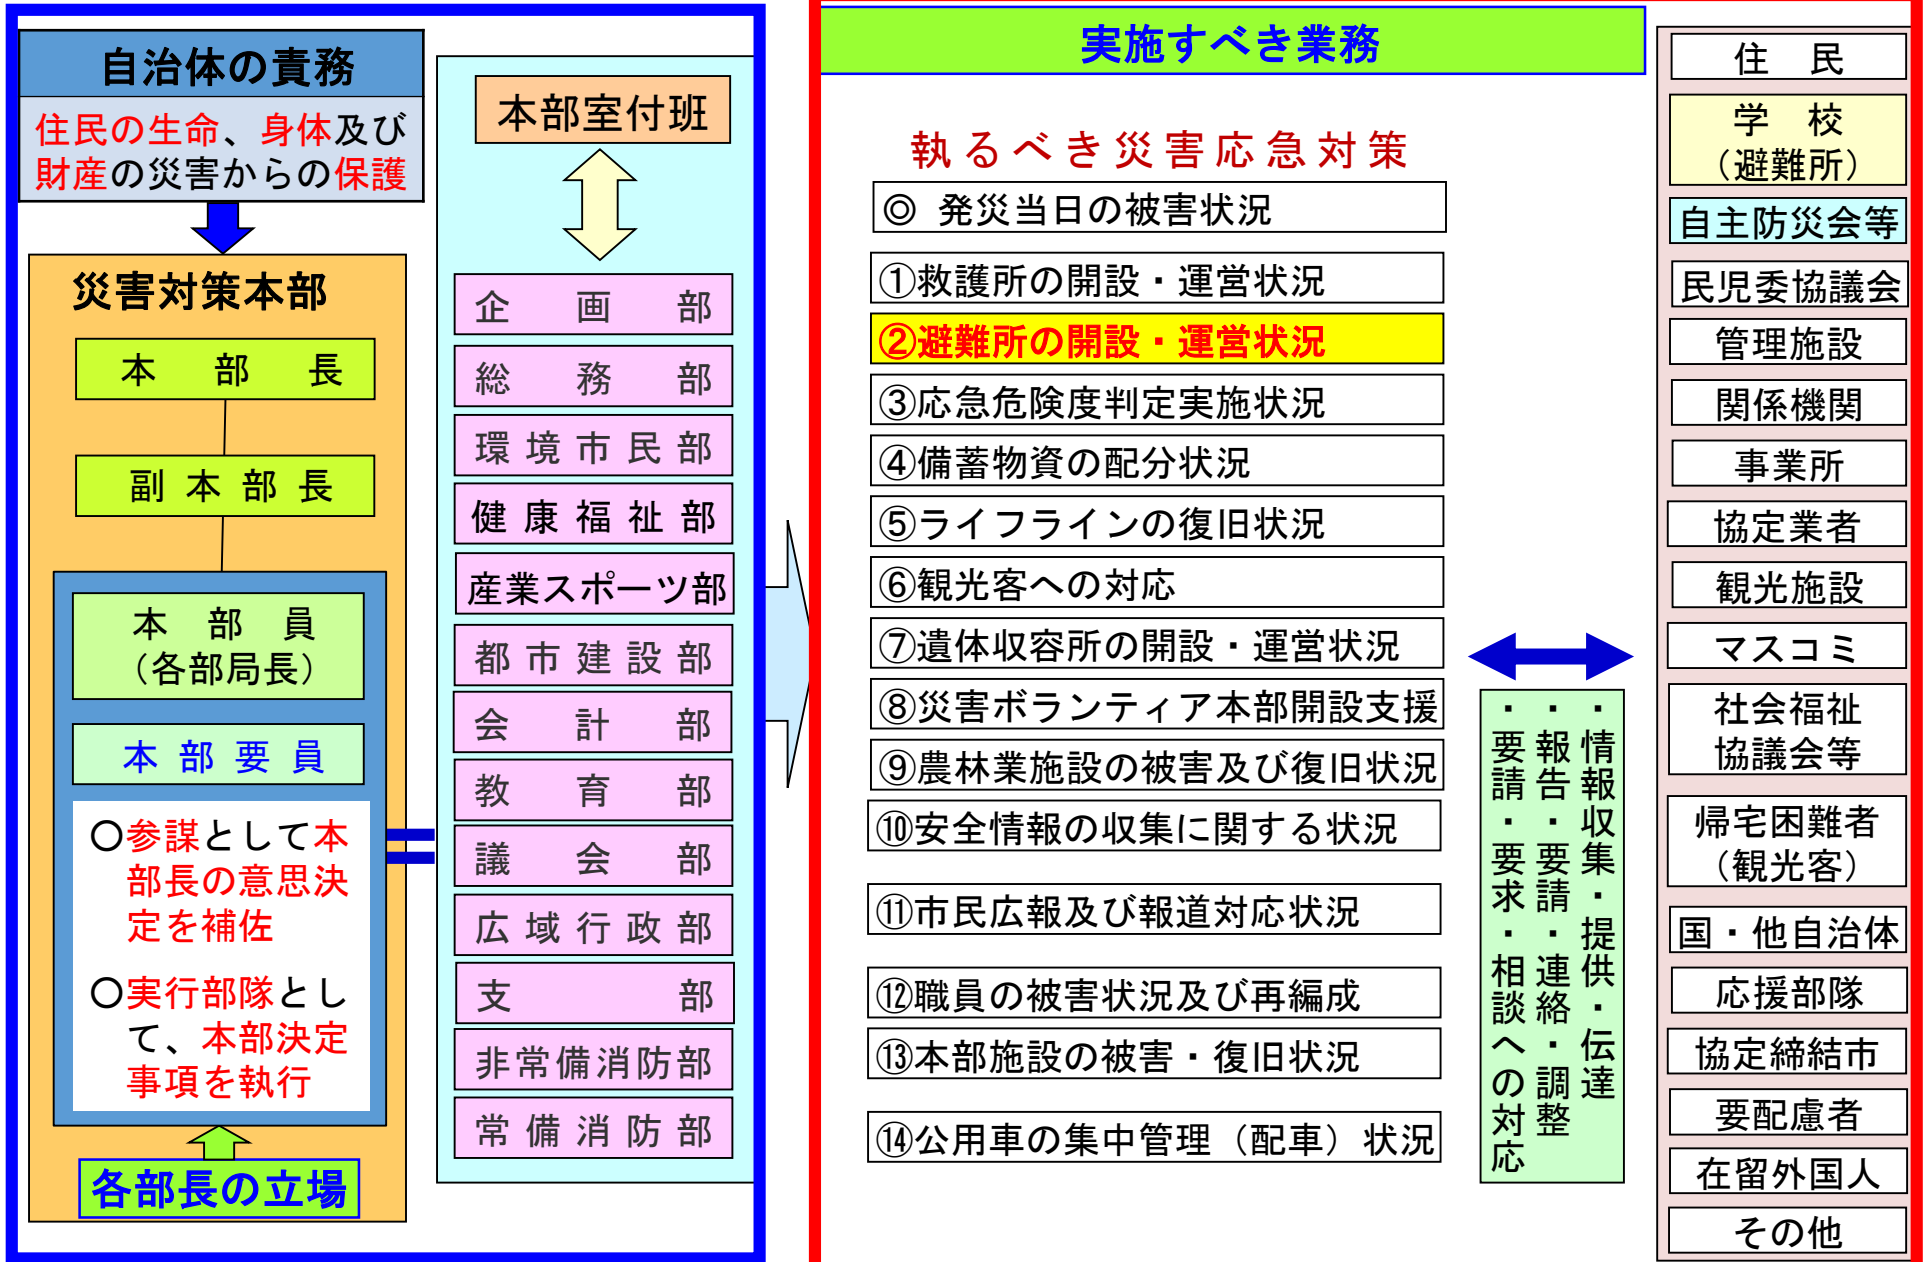 自治体の責務
住民の生命、身体及び
財産の災害からの保護
災害対策本部
本部長
副本部長
本部員
（各部局長）
本部要員
○参謀として本
部長の意思決
定を補佐
○実行部隊とし
て、本部決定
事項を執行
各部長の立場
本部室付班
企画部
総務部
環境市民部
健康福祉部
産業スポーツ部
都市建設部
会計部
教育部
議会部
広域行政部
支部
非常備消防部
常備消防部
実施すべき業務
執るべき災害応急対策
◎ 発災当日の被害状況
①救護所の開設・運営状況
②避難所の開設・運営状況
③応急危険度判定実施状況
④備蓄物資の配分状況
⑤ライフラインの復旧状況
⑥観光客への対応
⑦遺体収容所の開設・運営状況
⑧災害ボランティア本部開設支援
⑨農林業施設の被害及び復旧状況
⑩安全情報の収集に関する状況
⑪市民広報及び報道対応状況
⑫職員の被害状況及び再編成
⑬本部施設の被害・復旧状況
⑭公用車の集中管理（配車）状況
・情報収集・提供・伝達
・報告・要請・連絡・調整
・要請・要求・相談への対応
住民
学校
（避難所）
自主防災会等
民児委協議会
管理施設
関係機関
事業所
協定業者
観光施設
マスコミ
社会福祉
協議会等
帰宅困難者
（観光客）
国・他自治体
応援部隊
協定締結市
要配慮者
在留外国人
その他